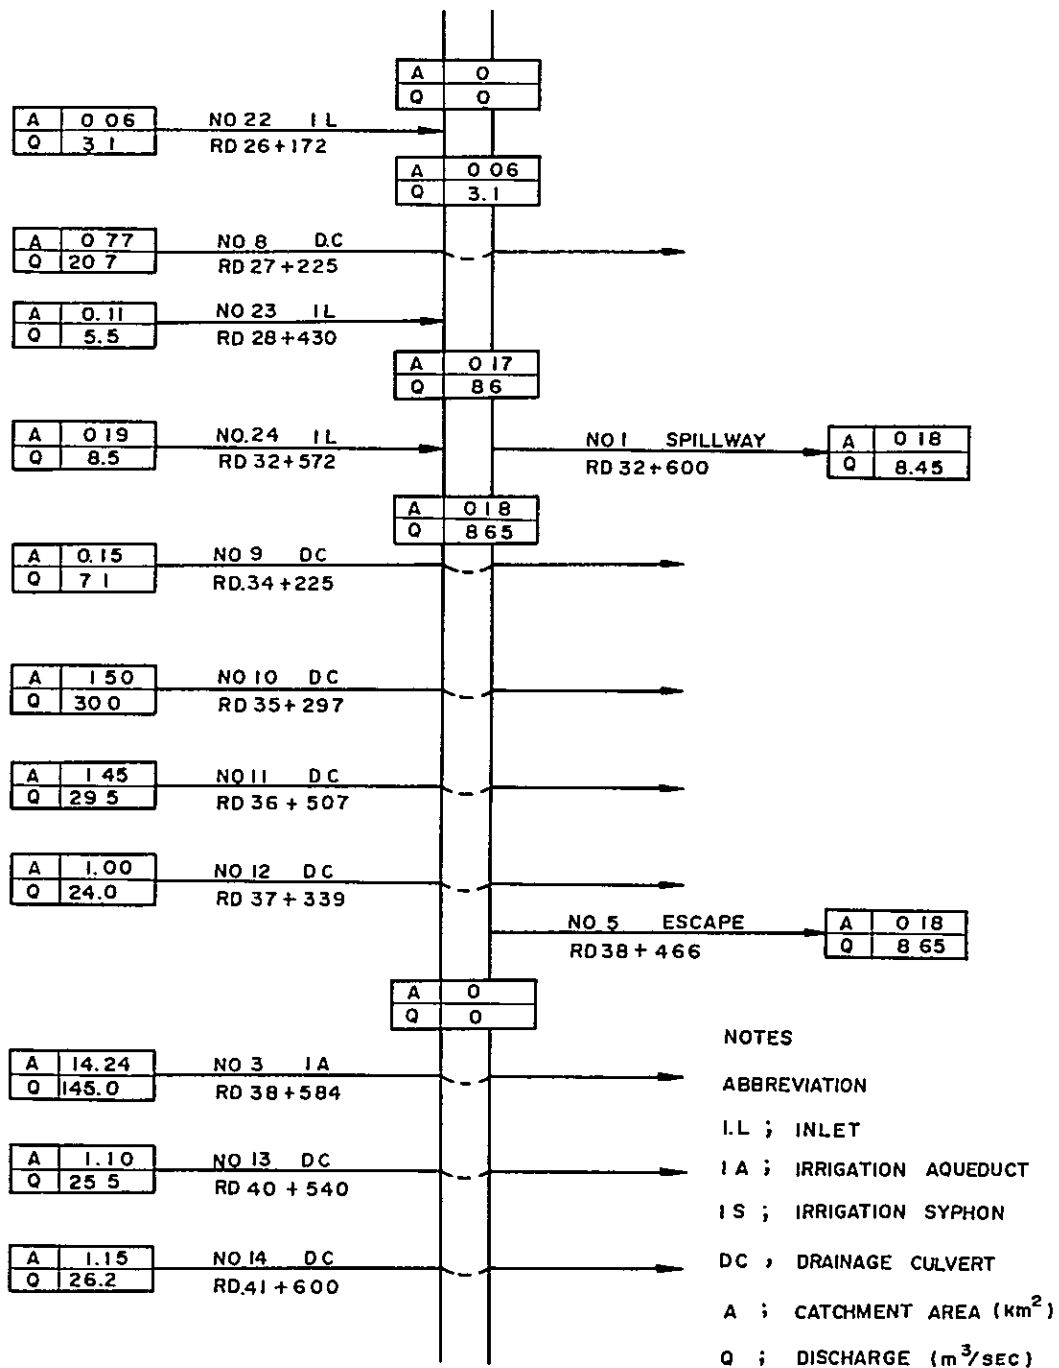 A 0
Q 0
A 0 06
Q 3 1
NO 22 I L
RD 26+172
A 0 06
Q 3.1
A 0 77
Q 20 7
NO 8 D.C
RD 27+225
A 0.11
Q 5.5
NO 23 I L
RD 28+430
A 0 17
Q 8 6
A 0 19
Q 8.5
NO.24 I L
RD 32+572
NO 1 SPILLWAY
RD 32+600
A 0 18
Q 8.45
A 0 18
Q 8 65
A 0.15
Q 7 1
NO 9 DC
RD.34+225
A 1 50
Q 30 0
NO 10 DC
RD 35+297
A 1 45
Q 29 5
NO 11 DC
RD 36+507
A 1.00
Q 24.0
NO 12 DC
RD 37+339
NO 5 ESCAPE
RD 38+466
A 0 18
Q 8 65
A 0
Q 0
A 14.24
Q 145.0
NO 3 I A
RD 38+584
A 1.10
Q 25 5
NO 13 DC
RD 40+540
A 1.15
Q 26.2
NO.14 DC
RD.41+600
NOTES
ABBREVIATION
I.L ; INLET
I A ; IRRIGATION AQUEDUCT
I S ; IRRIGATION SYPHON
DC , DRAINAGE CULVERT
A ; CATCHMENT AREA (km²)
Q ; DISCHARGE (m³/SEC)